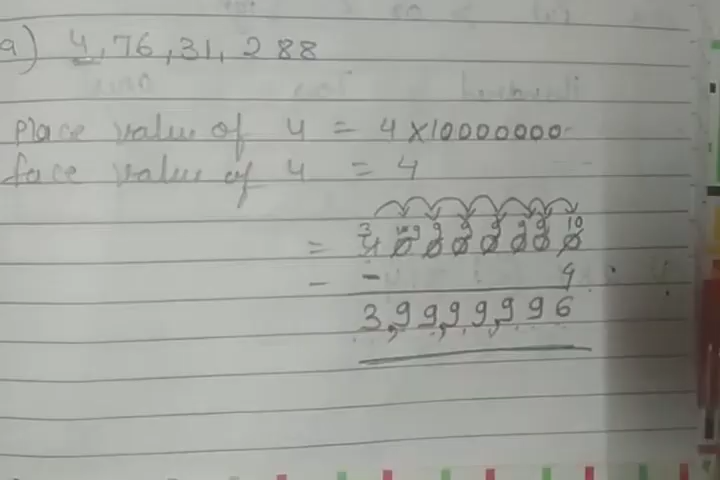 a) 4,76,31,288
Place value of 4 = 4×10000000
face value of 4 = 4
= 40000000
- - 4
3,99,99,996